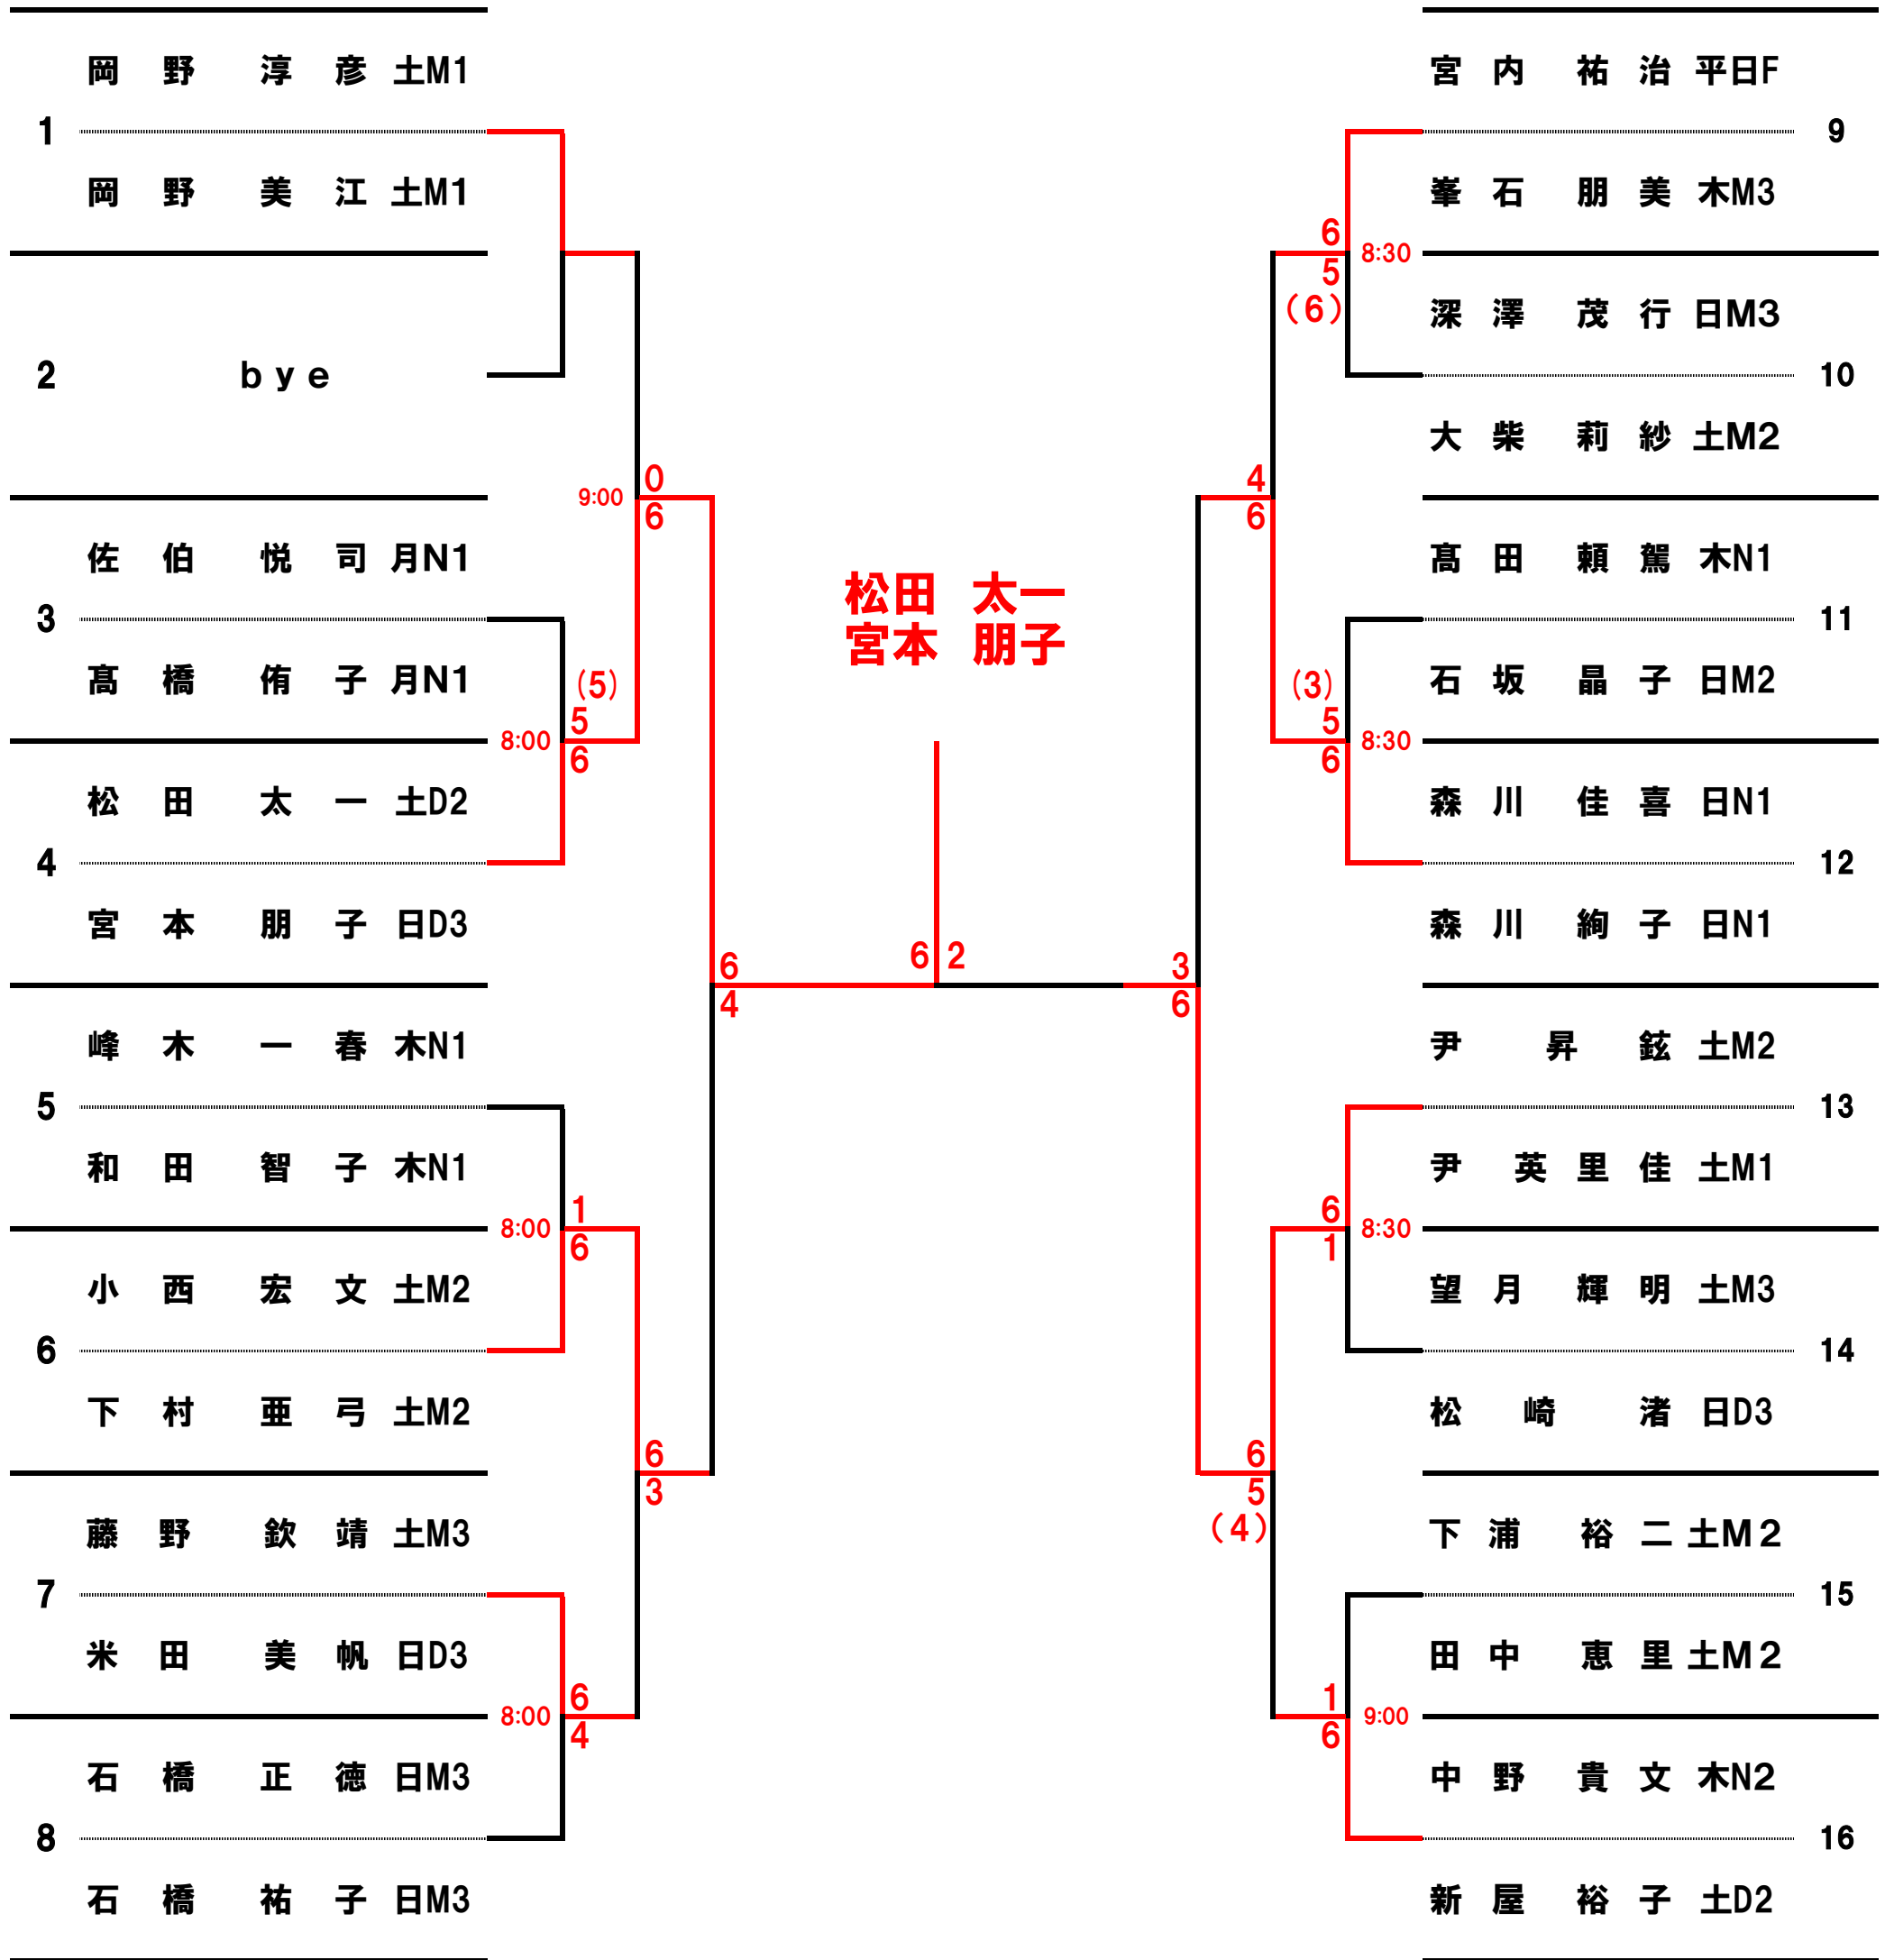 岡野 淳彦 土M1
1
岡野 美江 土M1
2 bye
9:00
0
6
佐伯 悦司 月N1
3
髙橋 侑子 月N1
(5)
5
8:00
6
松田 太一 土D2
4
宮本 朋子 日D3
6
4
峰木 一春 木N1
5
和田 智子 木N1
1
8:00
6
小西 宏文 土M2
6
下村 亜弓 土M2
6
3
藤野 欽靖 土M3
7
米田 美帆 日D3
6
8:00
4
石橋 正徳 日M3
8
石橋 祐子 日M3
松田 太一
宮本 朋子
6 2
宮内 祐治 平日F
9
峯石 朋美 木M3
6
8:30
5
(6)
深澤 茂行 日M3
10
大柴 莉紗 土M2
4
6
髙田 頼駕 木N1
11
石坂 晶子 日M2
(3)
5
8:30
6
森川 佳喜 日N1
12
森川 絢子 日N1
3
6
尹 昇鉉 土M2
13
尹 英里佳 土M1
6
8:30
1
望月 輝明 土M3
14
松崎 渚 日D3
6
5
(4)
下浦 裕二 土M2
15
田中 恵里 土M2
1
9:00
6
中野 貴文 木N2
16
新屋 裕子 土D2